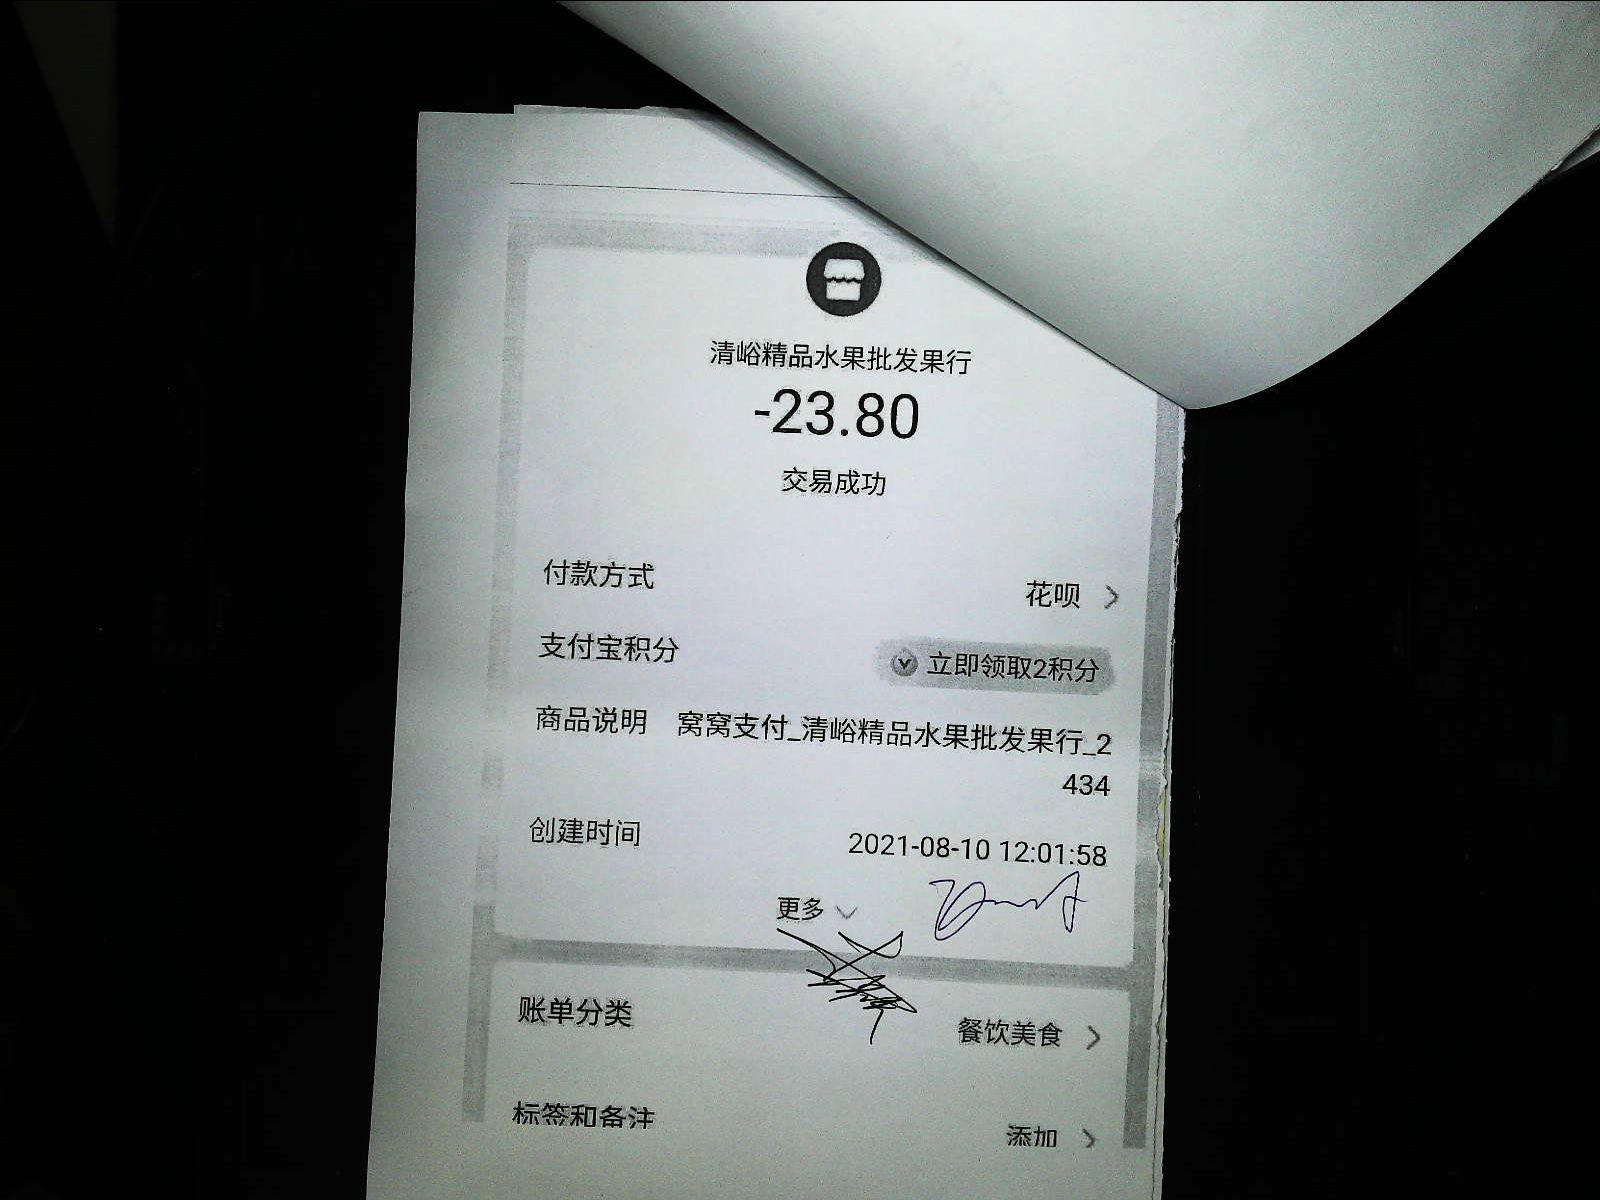 清峪精品水果批发果行
-23.80
交易成功
付款方式 花呗
支付宝积分 立即领取2积分
商品说明 窝窝支付_清峪精品水果批发果行_2
434
创建时间 2021-08-10 12:01:58
更多
账单分类 餐饮美食
标签和备注 添加